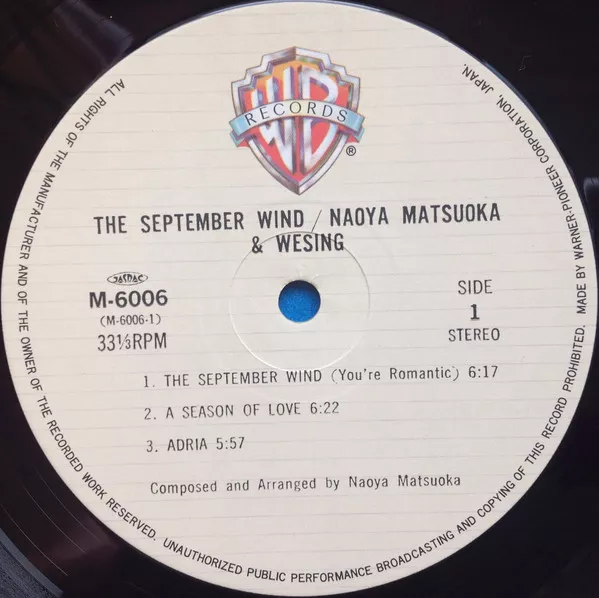 WB
RECORDS
®
THE SEPTEMBER WIND / NAOYA MATSUOKA
& WESING
JASRAC
M-6006
(M-6006-1)
33⅓RPM
SIDE
1
STEREO
1. THE SEPTEMBER WIND (You're Romantic) 6:17
2. A SEASON OF LOVE 6:22
3. ADRIA 5:57
Composed and Arranged by Naoya Matsuoka
ALL RIGHTS OF THE MANUFACTURER AND OF THE OWNER OF THE RECORDED WORK RESERVED. UNAUTHORIZED PUBLIC PERFORMANCE BROADCASTING AND COPYING OF THIS RECORD PROHIBITED. MADE BY WARNER-PIONEER CORPORATION, JAPAN.